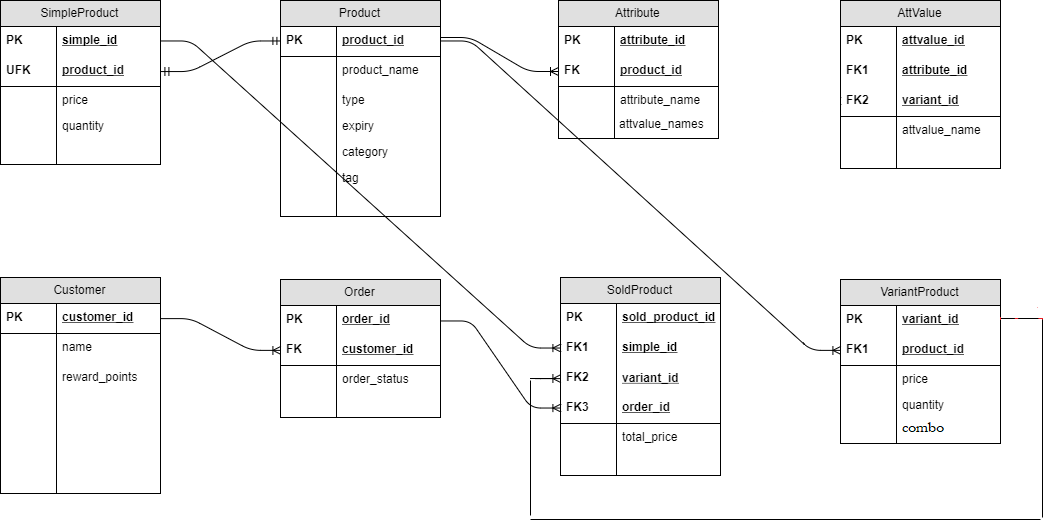 SimpleProduct
PK simple_id
UFK product_id
price
quantity
Product
PK product_id
product_name
type
expiry
category
tag
Attribute
PK attribute_id
FK product_id
attribute_name
attvalue_names
AttValue
PK attvalue_id
FK1 attribute_id
FK2 variant_id
attvalue_name
Customer
PK customer_id
name
reward_points
Order
PK order_id
FK customer_id
order_status
SoldProduct
PK sold_product_id
FK1 simple_id
FK2 variant_id
FK3 order_id
total_price
VariantProduct
PK variant_id
FK1 product_id
price
quantity
combo